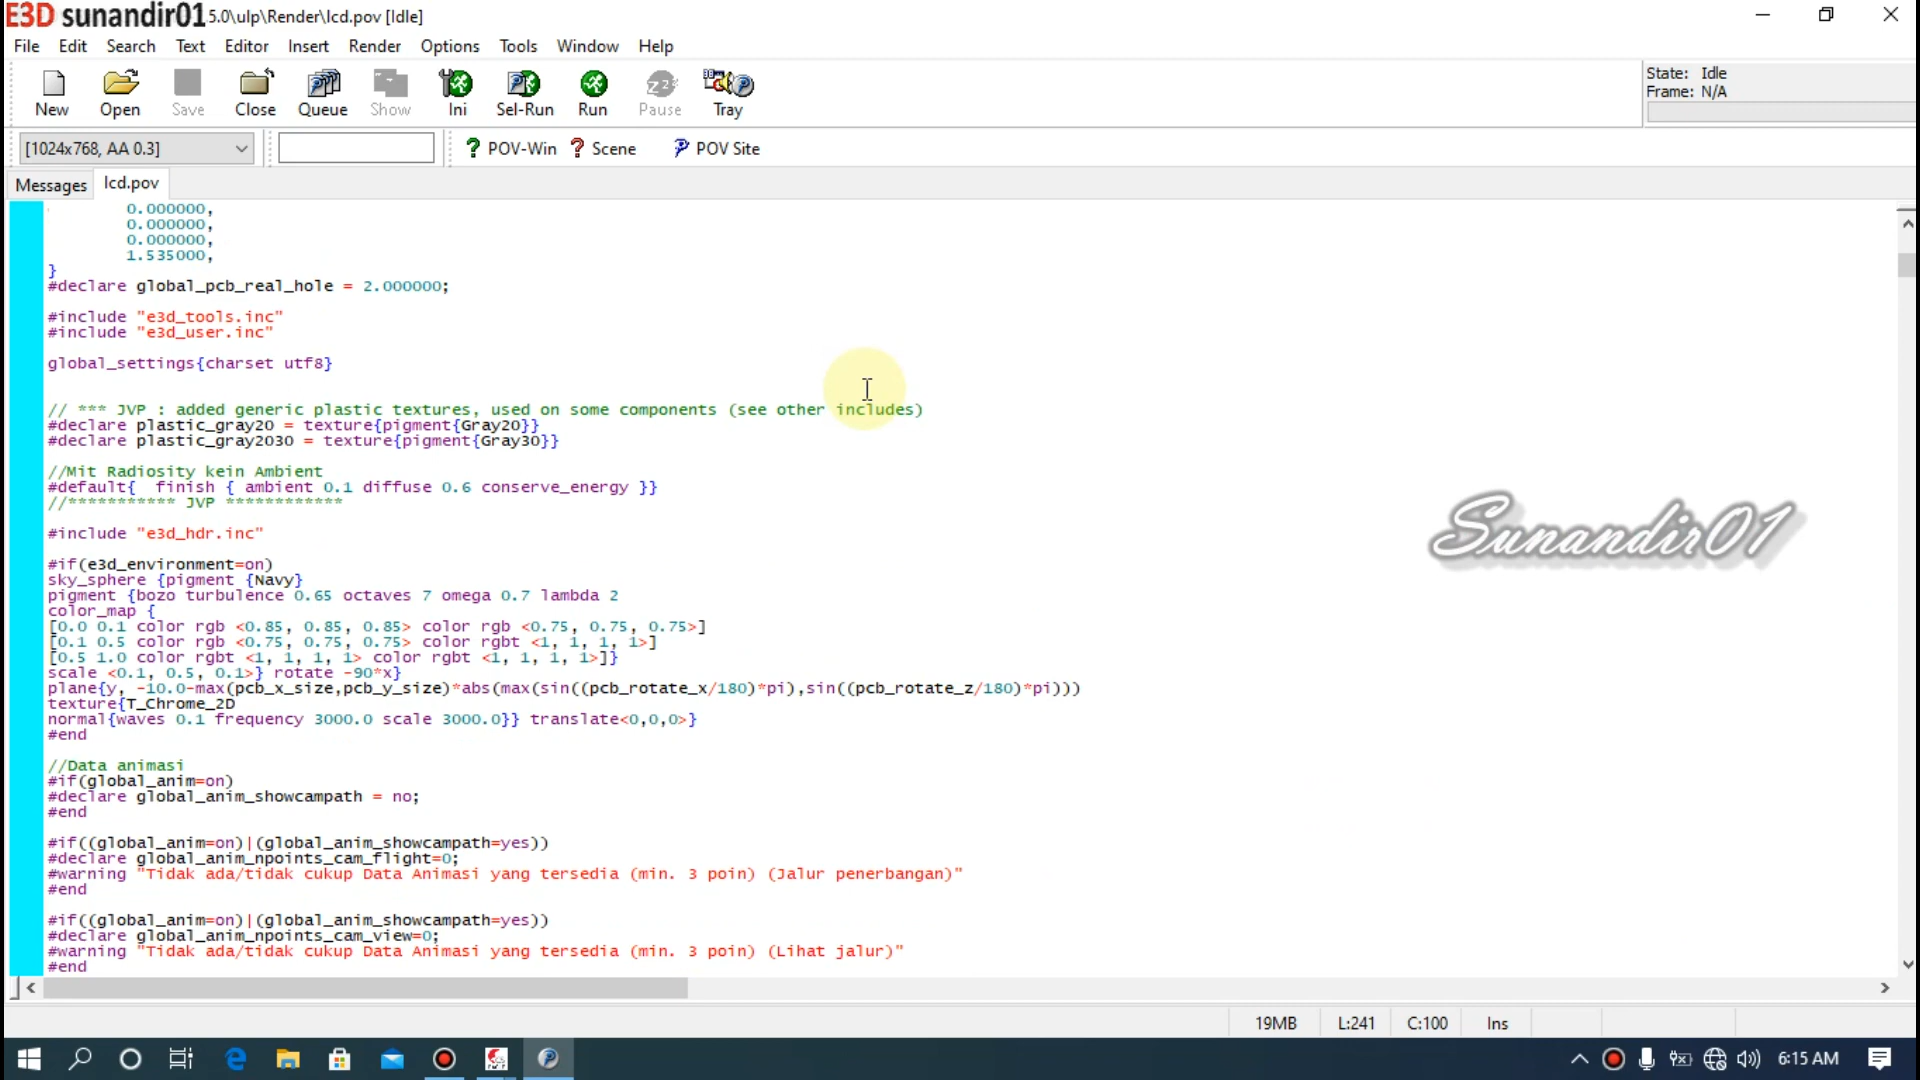 E3D sunandir01 5.0\ulp\Render\lcd.pov [Idle]
File Edit Search Text Editor Insert Render Options Tools Window Help
New Open Save Close Queue Show Ini Sel-Run Run Pause Tray
State: Idle
Frame: N/A
[1024x768, AA 0.3] POV-Win Scene POV Site
Messages lcd.pov
0.000000,
0.000000,
0.000000,
1.535000,
}
#declare global_pcb_real_hole = 2.000000;
#include "e3d_tools.inc"
#include "e3d_user.inc"
global_settings{charset utf8}
// *** JVP : added generic plastic textures, used on some components (see other includes)
#declare plastic_gray20 = texture{pigment{Gray20}}
#declare plastic_gray2030 = texture{pigment{Gray30}}
//Mit Radiosity kein Ambient
#default{ finish { ambient 0.1 diffuse 0.6 conserve_energy }}
//*********** JVP ************
#include "e3d_hdr.inc"
#if(e3d_environment=on)
sky_sphere {pigment {Navy}
pigment {bozo turbulence 0.65 octaves 7 omega 0.7 lambda 2
color_map {
[0.0 0.1 color rgb <0.85, 0.85, 0.85> color rgb <0.75, 0.75, 0.75>]
[0.1 0.5 color rgb <0.75, 0.75, 0.75> color rgbt <1, 1, 1, 1>]
[0.5 1.0 color rgbt <1, 1, 1, 1> color rgbt <1, 1, 1, 1>]}
scale <0.1, 0.5, 0.1>} rotate -90*x}
plane{y, -10.0-max(pcb_x_size,pcb_y_size)*abs(max(sin((pcb_rotate_x/180)*pi),sin((pcb_rotate_z/180)*pi)))
texture{T_Chrome_2D
normal{waves 0.1 frequency 3000.0 scale 3000.0}} translate<0,0,0>}
#end
//Data animasi
#if(global_anim=on)
#declare global_anim_showcampath = no;
#end
#if((global_anim=on)|(global_anim_showcampath=yes))
#declare global_anim_npoints_cam_flight=0;
#warning "Tidak ada/tidak cukup Data Animasi yang tersedia (min. 3 poin) (Jalur penerbangan)"
#end
#if((global_anim=on)|(global_anim_showcampath=yes))
#declare global_anim_npoints_cam_view=0;
#warning "Tidak ada/tidak cukup Data Animasi yang tersedia (min. 3 poin) (Lihat jalur)"
#end
Sunandir01
19MB L:241 C:100 Ins
6:15 AM